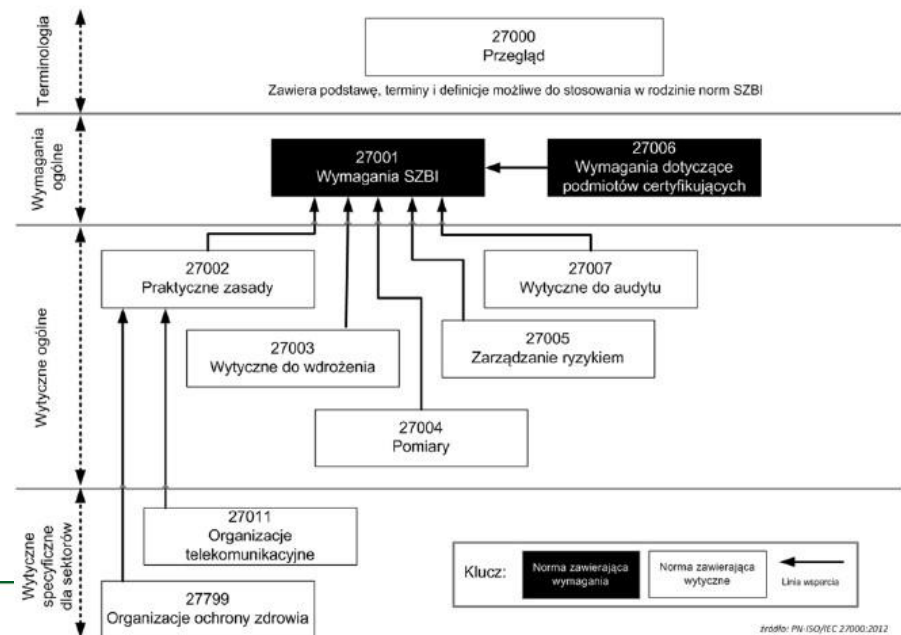 Terminologia
27000
Przegląd
Zawiera podstawę, terminy i definicje możliwe do stosowania w rodzinie norm SZBI
Wymagania
ogólne
27001
Wymagania SZBI
27006
Wymagania dotyczące
podmiotów certyfikujących
Wytyczne ogólne
27002
Praktyczne zasady
27007
Wytyczne do audytu
27003
Wytyczne do wdrożenia
27005
Zarządzanie ryzykiem
27004
Pomiary
Wytyczne
specyficzne
dla sektorów
27011
Organizacje
telekomunikacyjne
27799
Organizacje ochrony zdrowia
Klucz:
Norma zawierająca
wymagania
Norma zawierająca
wytyczne
Linia wsparcia
źródło: PN-ISO/IEC 27000:2012